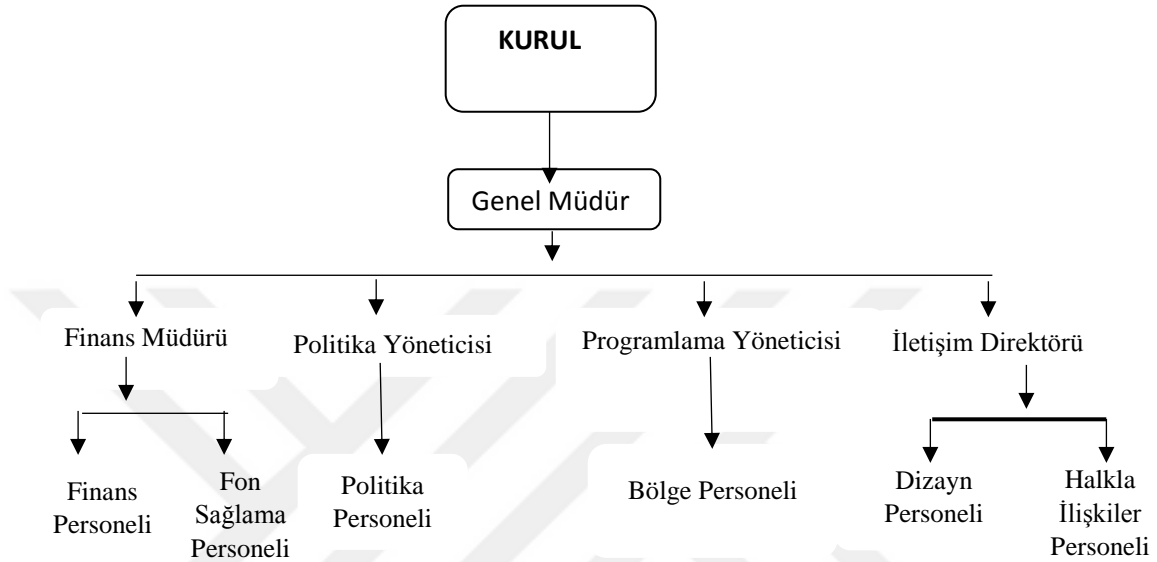 KURUL
Genel Müdür
Finans Müdürü
Politika Yöneticisi
Programlama Yöneticisi
İletişim Direktörü
Finans
Personeli
Fon
Sağlama
Personeli
Politika
Personeli
Bölge Personeli
Dizayn
Personeli
Halkla
İlişkiler
Personeli